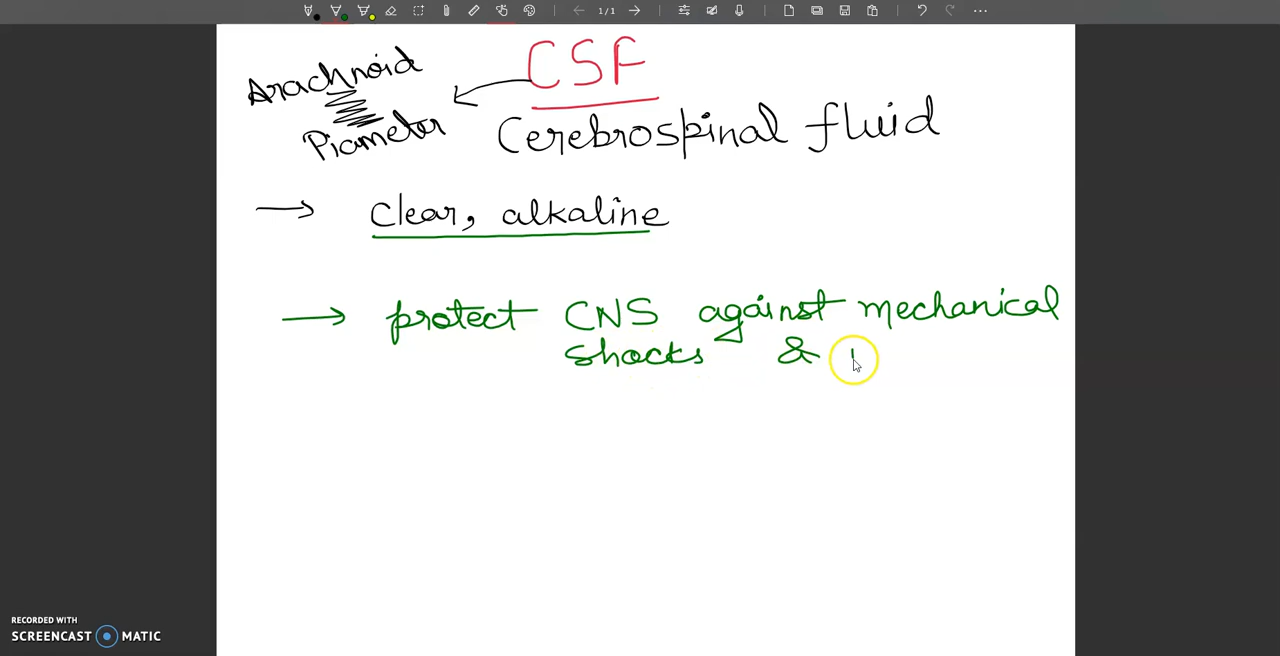 1/1
CSF
Arachnoid
Piameter
Cerebrospinal fluid
→ Clear, alkaline
→ protect CNS against mechanical
shocks &
RECORDED WITH
SCREENCAST MATIC